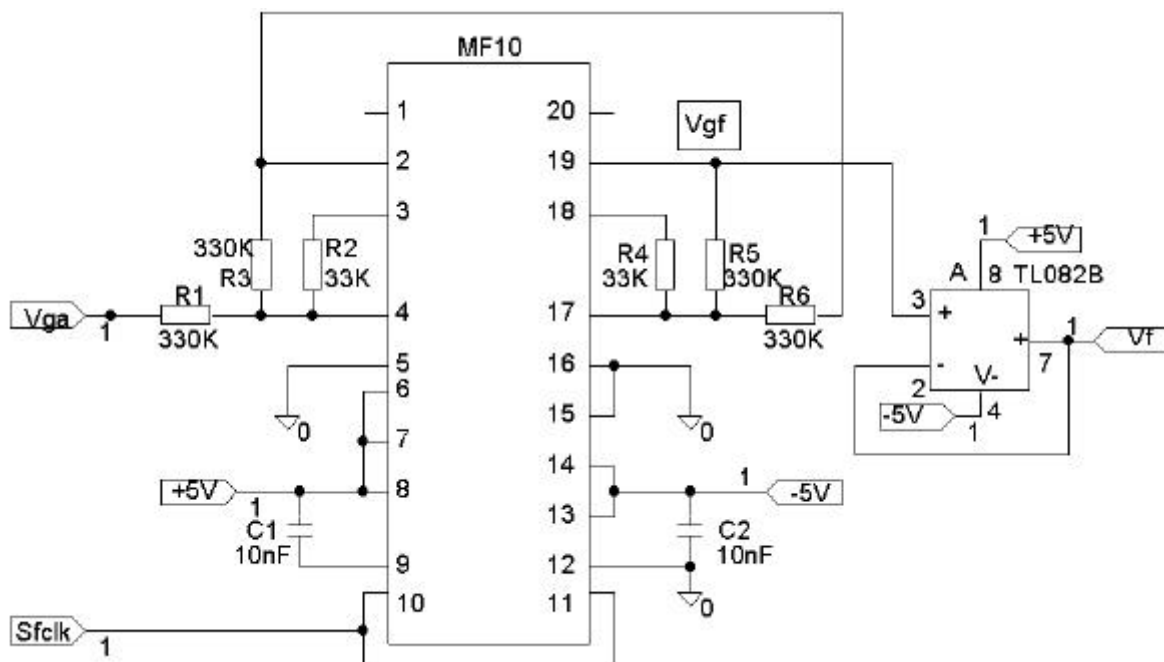 MF10
1
20
Vgf
2
19
3
18
330K
R3
R2
33K
R4
33K
R5
330K
1
+5V
A
8
TL082B
Vga
1
R1
330K
4
17
R6
330K
3
+
-
+
1
7
Vf
2
V-
4
-5V
1
5
0
16
0
6
15
7
14
+5V
1
8
13
1
-5V
C1
10nF
C2
10nF
9
12
0
10
11
Sfclk
1